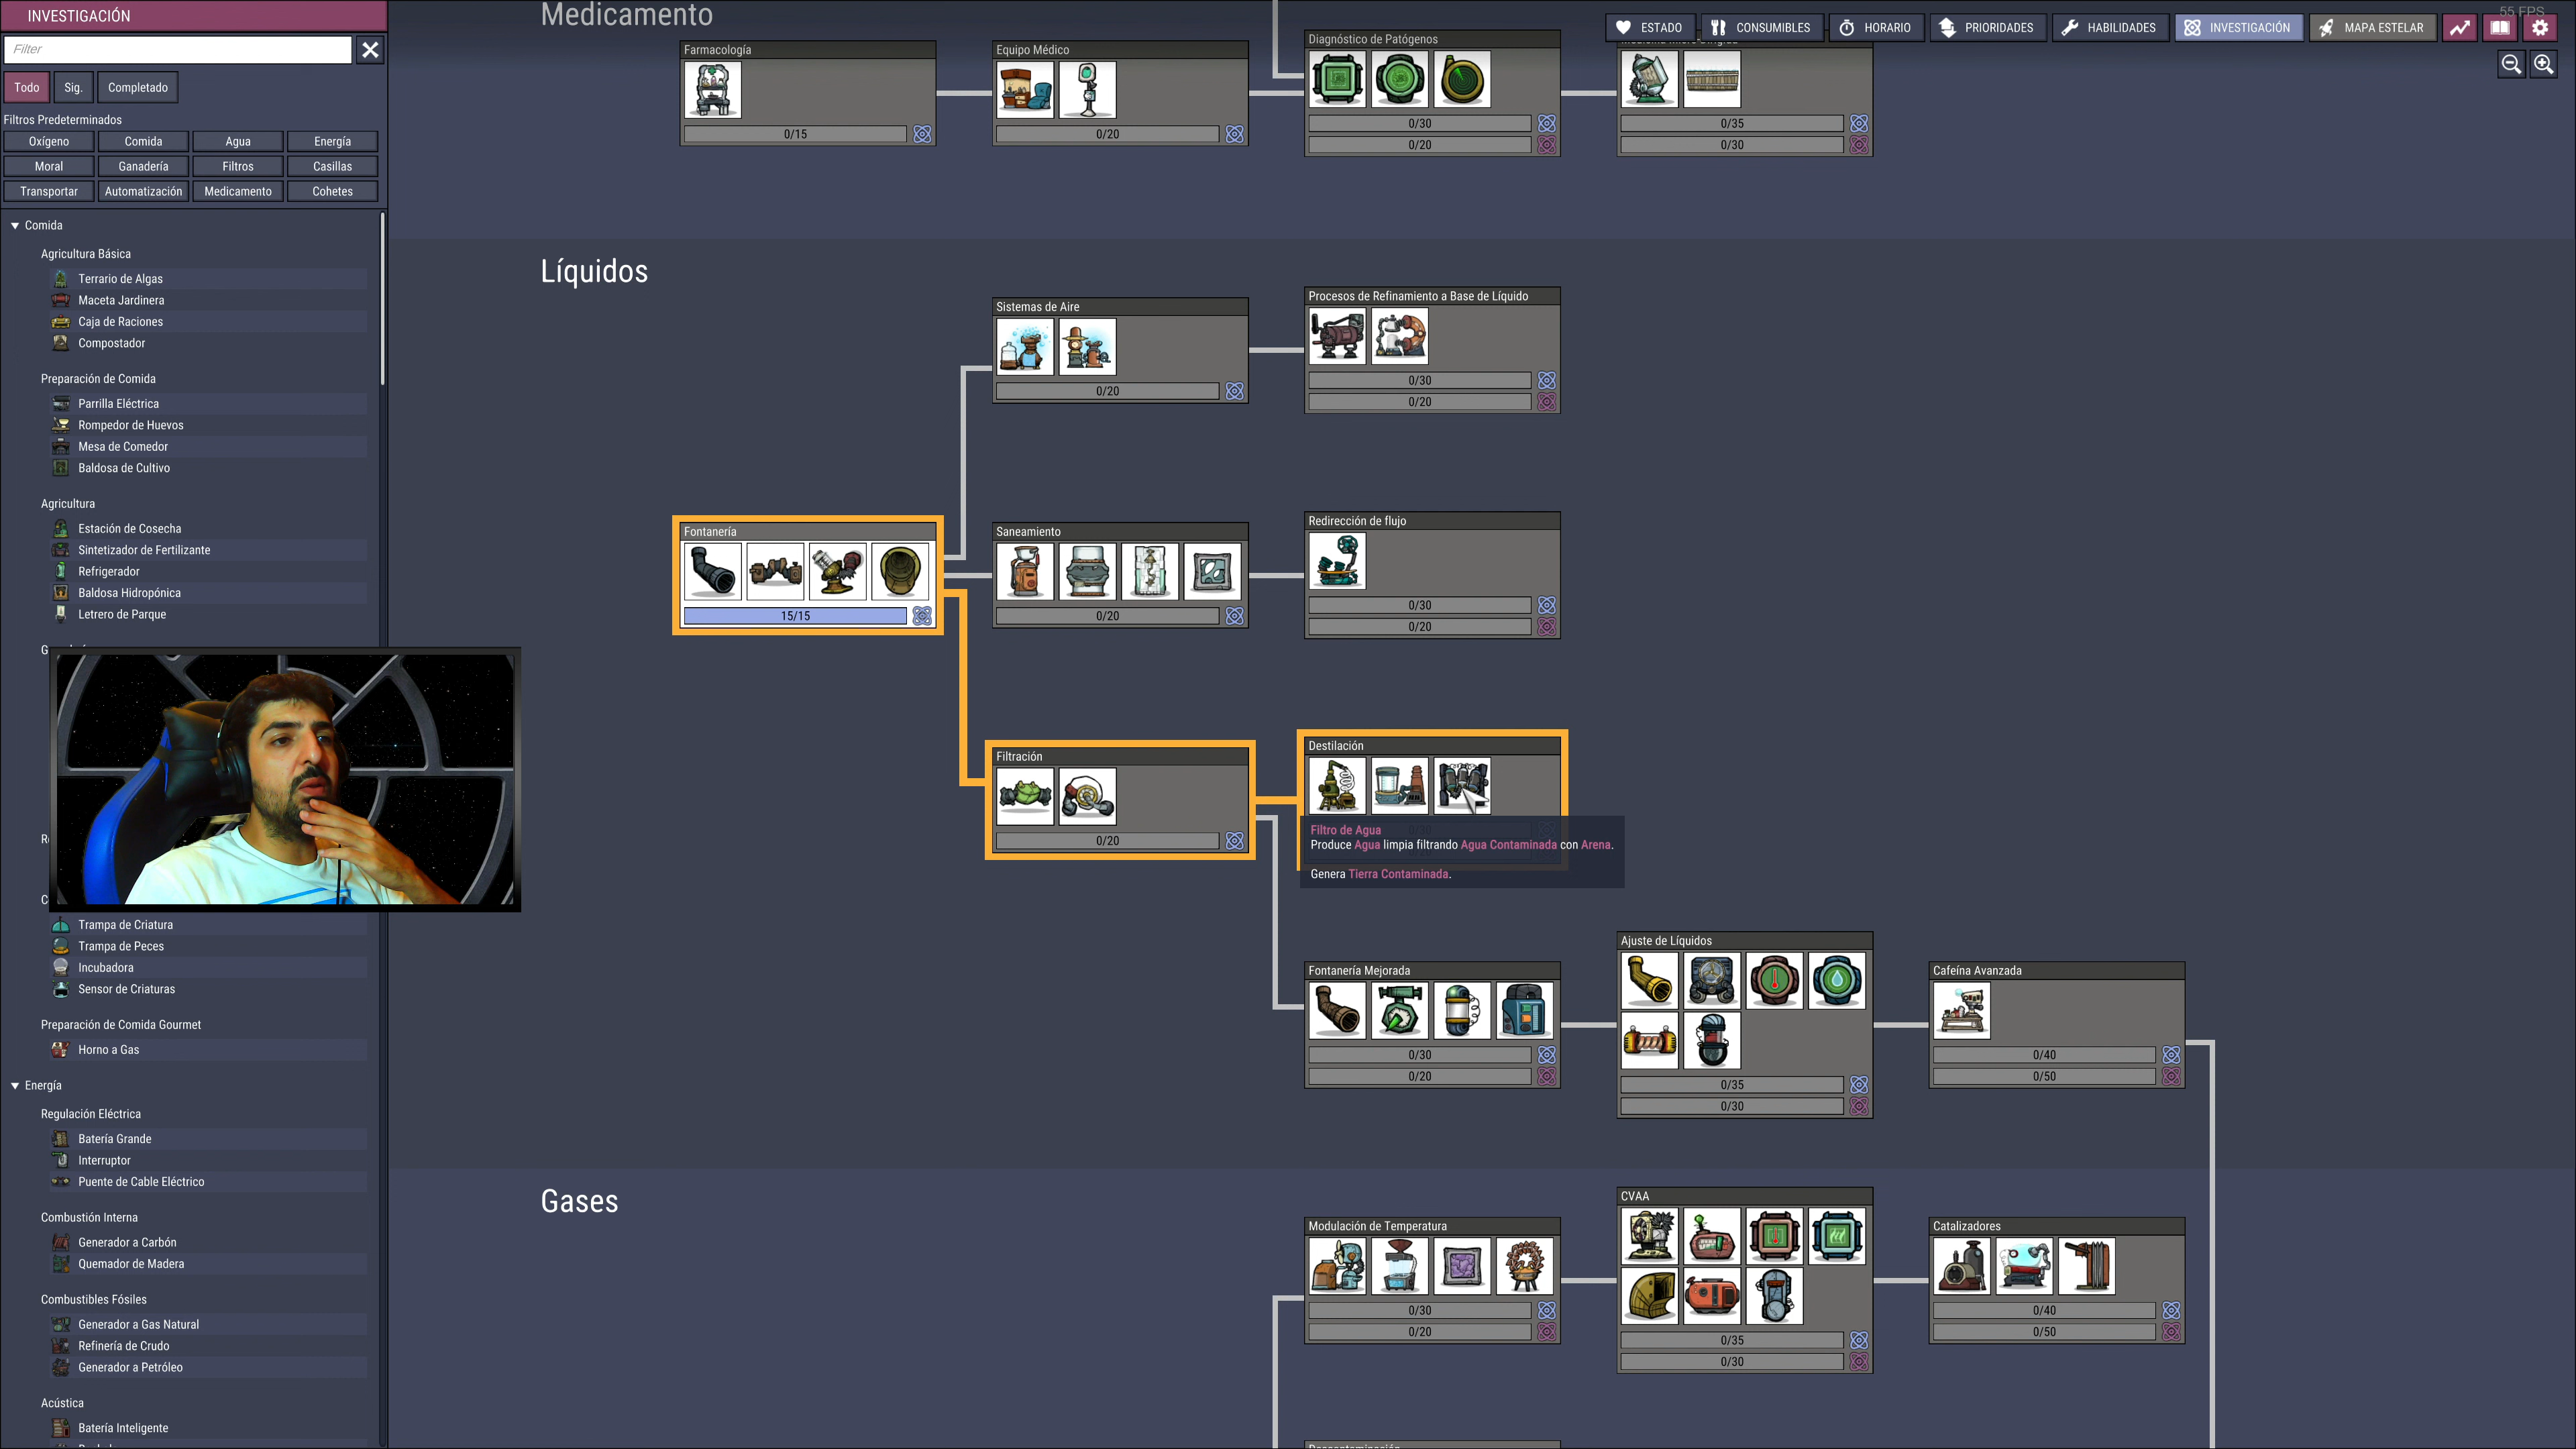 INVESTIGACIÓN
Filter
Todo
Sig.
Completado
Filtros Predeterminados
Oxígeno
Comida
Agua
Energía
Moral
Ganadería
Filtros
Casillas
Transportar
Automatización
Medicamento
Cohetes
Comida
Agricultura Básica
Terrario de Algas
Maceta Jardinera
Caja de Raciones
Compostador
Preparación de Comida
Parrilla Eléctrica
Rompedor de Huevos
Mesa de Comedor
Baldosa de Cultivo
Agricultura
Estación de Cosecha
Sintetizador de Fertilizante
Refrigerador
Baldosa Hidropónica
Letrero de Parque
Trampa de Criatura
Trampa de Peces
Incubadora
Sensor de Criaturas
Preparación de Comida Gourmet
Horno a Gas
Energía
Regulación Eléctrica
Batería Grande
Interruptor
Puente de Cable Eléctrico
Combustión Interna
Generador a Carbón
Quemador de Madera
Combustibles Fósiles
Generador a Gas Natural
Refinería de Crudo
Generador a Petróleo
Acústica
Batería Inteligente
ESTADO
CONSUMIBLES
HORARIO
PRIORIDADES
HABILIDADES
INVESTIGACIÓN
MAPA ESTELAR
55 FPS
Medicamento
Farmacología
0/15
Equipo Médico
0/20
Diagnóstico de Patógenos
0/30
0/20
0/35
0/30
Líquidos
Sistemas de Aire
0/20
Procesos de Refinamiento a Base de Líquido
0/30
0/20
Fontanería
15/15
Saneamiento
0/20
Redirección de flujo
0/30
0/20
Filtración
0/20
Destilación
Filtro de Agua
Produce Agua limpia filtrando Agua Contaminada con Arena.
Genera Tierra Contaminada.
Fontanería Mejorada
0/30
0/20
Ajuste de Líquidos
0/35
0/30
Cafeína Avanzada
0/40
0/50
Gases
Modulación de Temperatura
0/30
0/20
CVAA
0/35
0/30
Catalizadores
0/40
0/50